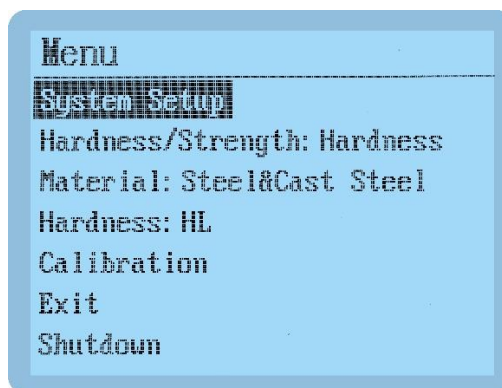 Menu
System Setup
Hardness/Strength: Hardness
Material: Steel&Cast Steel
Hardness: HL
Calibration
Exit
Shutdown